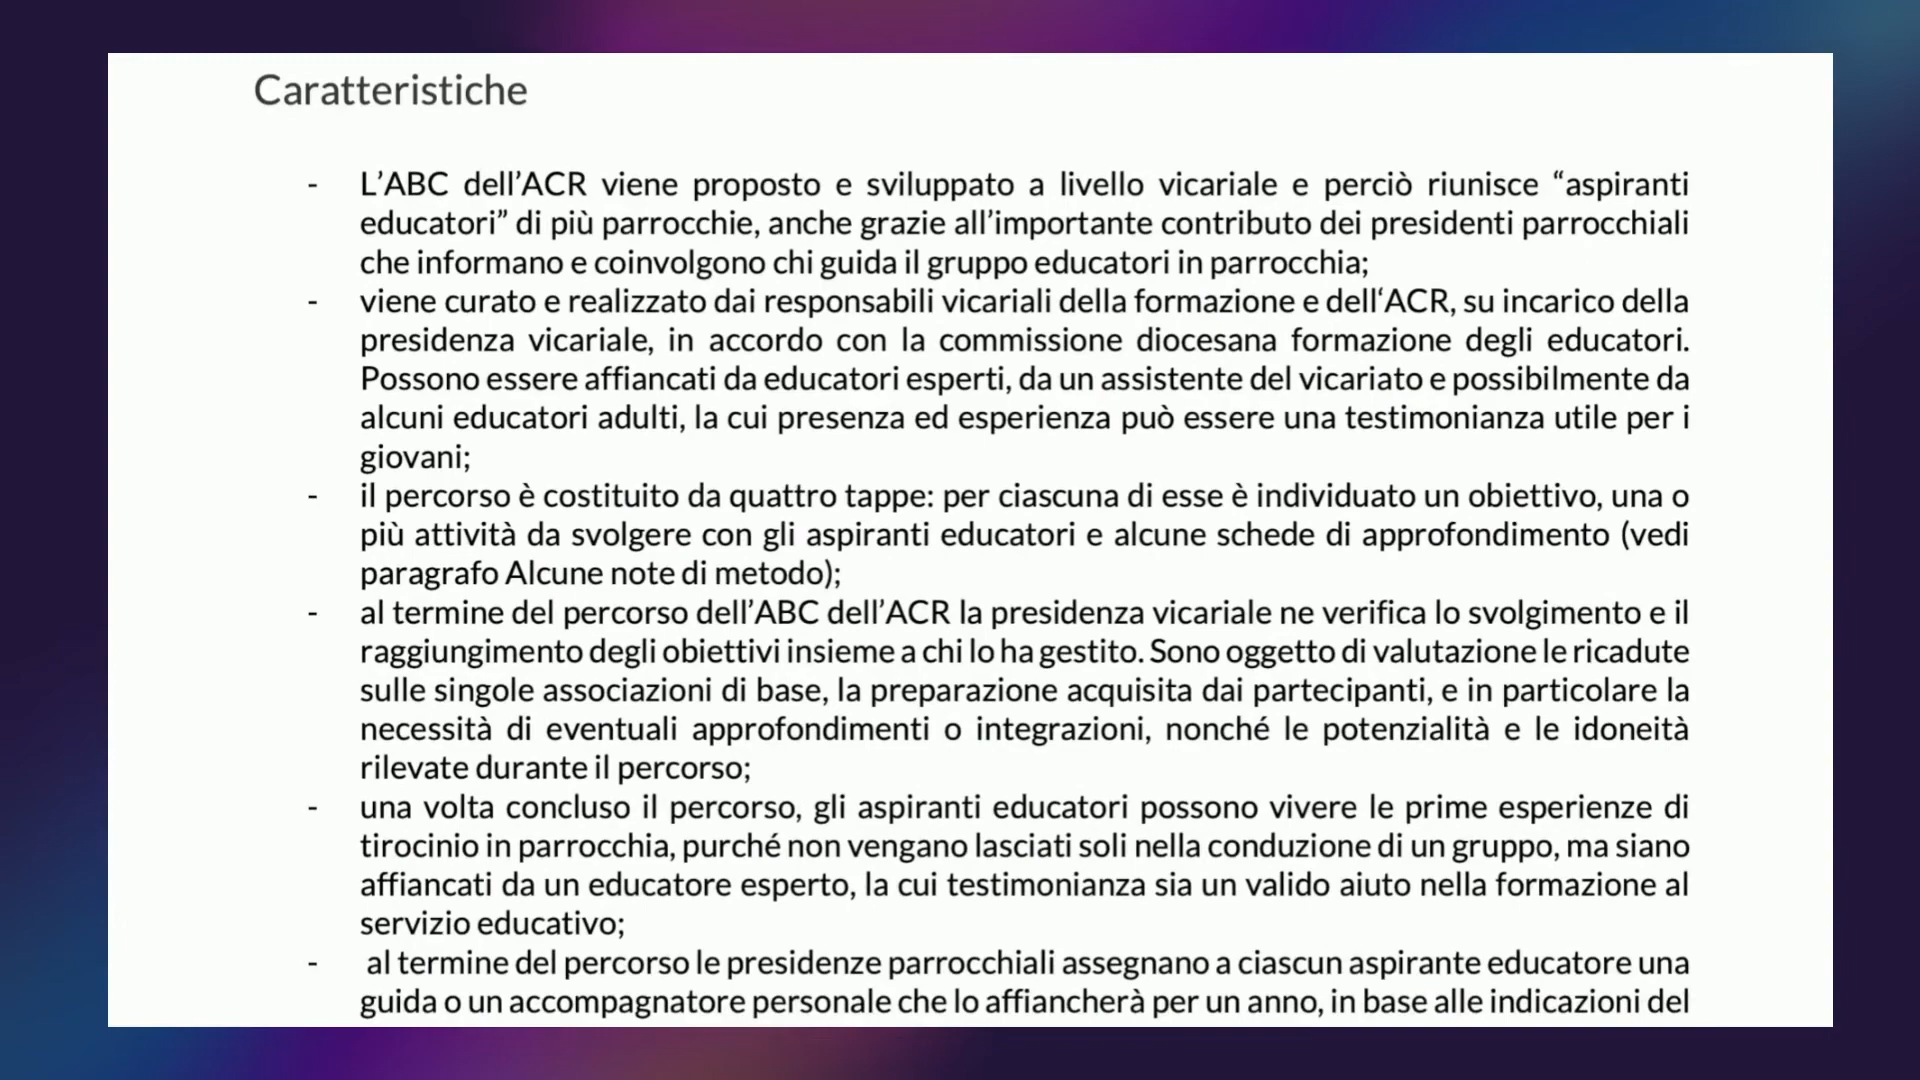 Caratteristiche
- L’ABC dell’ACR viene proposto e sviluppato a livello vicariale e perciò riunisce “aspiranti
educatori” di più parrocchie, anche grazie all’importante contributo dei presidenti parrocchiali
che informano e coinvolgono chi guida il gruppo educatori in parrocchia;
- viene curato e realizzato dai responsabili vicariali della formazione e dell‘ACR, su incarico della
presidenza vicariale, in accordo con la commissione diocesana formazione degli educatori.
Possono essere affiancati da educatori esperti, da un assistente del vicariato e possibilmente da
alcuni educatori adulti, la cui presenza ed esperienza può essere una testimonianza utile per i
giovani;
- il percorso è costituito da quattro tappe: per ciascuna di esse è individuato un obiettivo, una o
più attività da svolgere con gli aspiranti educatori e alcune schede di approfondimento (vedi
paragrafo Alcune note di metodo);
- al termine del percorso dell’ABC dell’ACR la presidenza vicariale ne verifica lo svolgimento e il
raggiungimento degli obiettivi insieme a chi lo ha gestito. Sono oggetto di valutazione le ricadute
sulle singole associazioni di base, la preparazione acquisita dai partecipanti, e in particolare la
necessità di eventuali approfondimenti o integrazioni, nonché le potenzialità e le idoneità
rilevate durante il percorso;
- una volta concluso il percorso, gli aspiranti educatori possono vivere le prime esperienze di
tirocinio in parrocchia, purché non vengano lasciati soli nella conduzione di un gruppo, ma siano
affiancati da un educatore esperto, la cui testimonianza sia un valido aiuto nella formazione al
servizio educativo;
- al termine del percorso le presidenze parrocchiali assegnano a ciascun aspirante educatore una
guida o un accompagnatore personale che lo affiancherà per un anno, in base alle indicazioni del